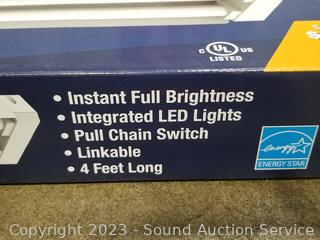 C UL US
LISTED
• Instant Full Brightness
• Integrated LED Lights
• Pull Chain Switch
• Linkable
• 4 Feet Long
energy
ENERGY STAR
Copyright 2023 - Sound Auction Service